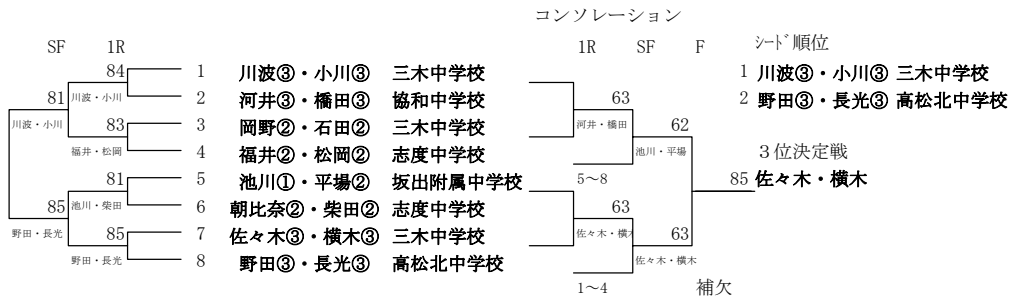 コンソレーション
SF 1R 1R SF F ｼｰﾄﾞ順位
84 1 川波③・小川③ 三木中学校 1 川波③・小川③ 三木中学校
81 川波・小川 2 河井③・橋田③ 協和中学校 63 2 野田③・長光③ 高松北中学校
川波・小川 83 3 岡野②・石田② 三木中学校 河井・橋田 62
福井・松岡 4 福井②・松岡② 志度中学校 池川・平場 ３位決定戦
81 5 池川①・平場② 坂出附属中学校 5～8 85 佐々木・横木
85 池川・柴田 6 朝比奈②・柴田② 志度中学校 63
野田・長光 85 7 佐々木③・横木③ 三木中学校 佐々木・横木 63
野田・長光 8 野田③・長光③ 高松北中学校 佐々木・横木
1～4 補欠